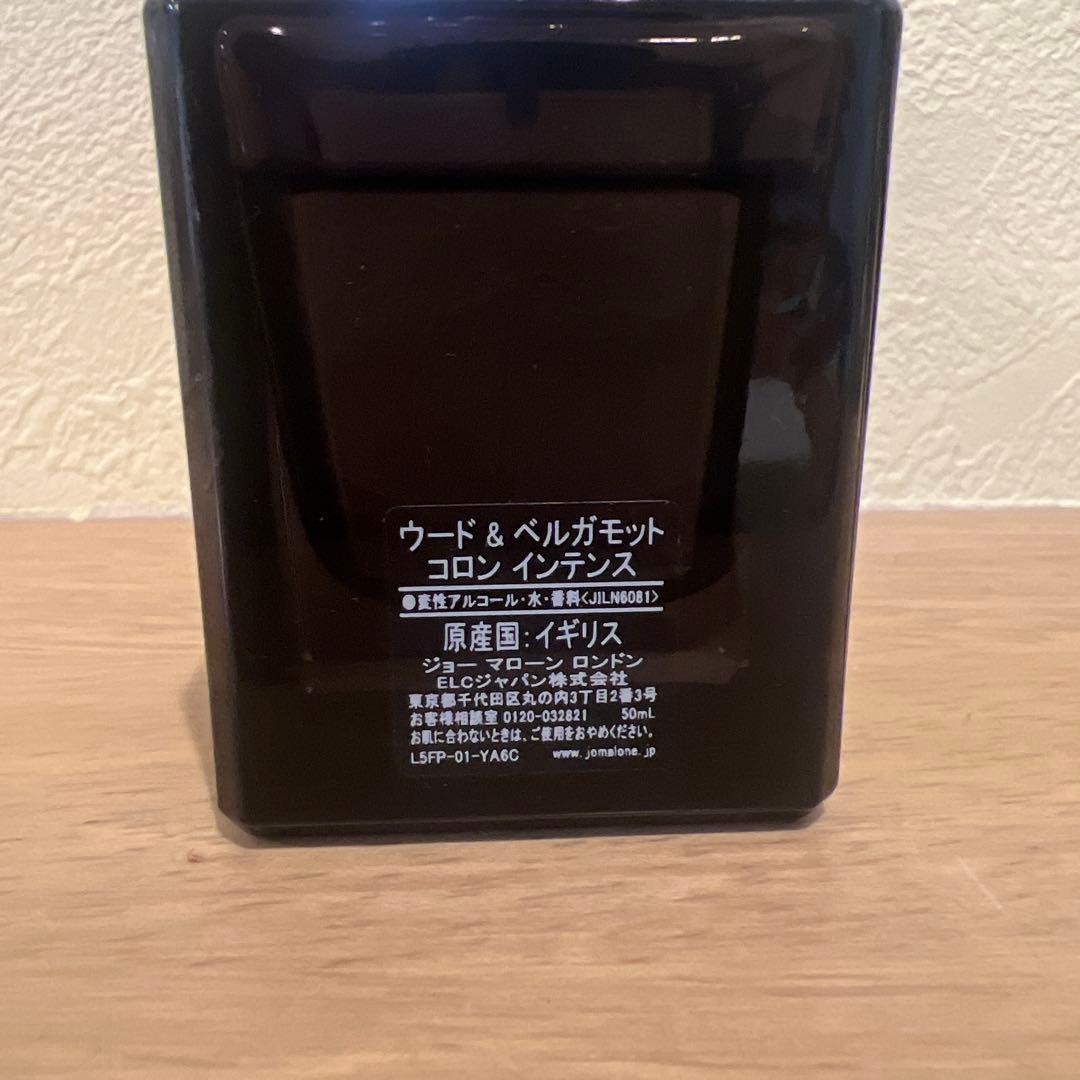 ウード & ベルガモット
コロン インテンス
●変性アルコール・水・香料<JILN6081>
原産国:イギリス
ジョー マローン ロンドン
ELCジャパン株式会社
東京都千代田区丸の内3丁目2番3号
お客様相談室 0120-032821 50mL
お肌に合わないときは、ご使用をおやめください。
L5FP-01-YA6C www.jomalone.jp